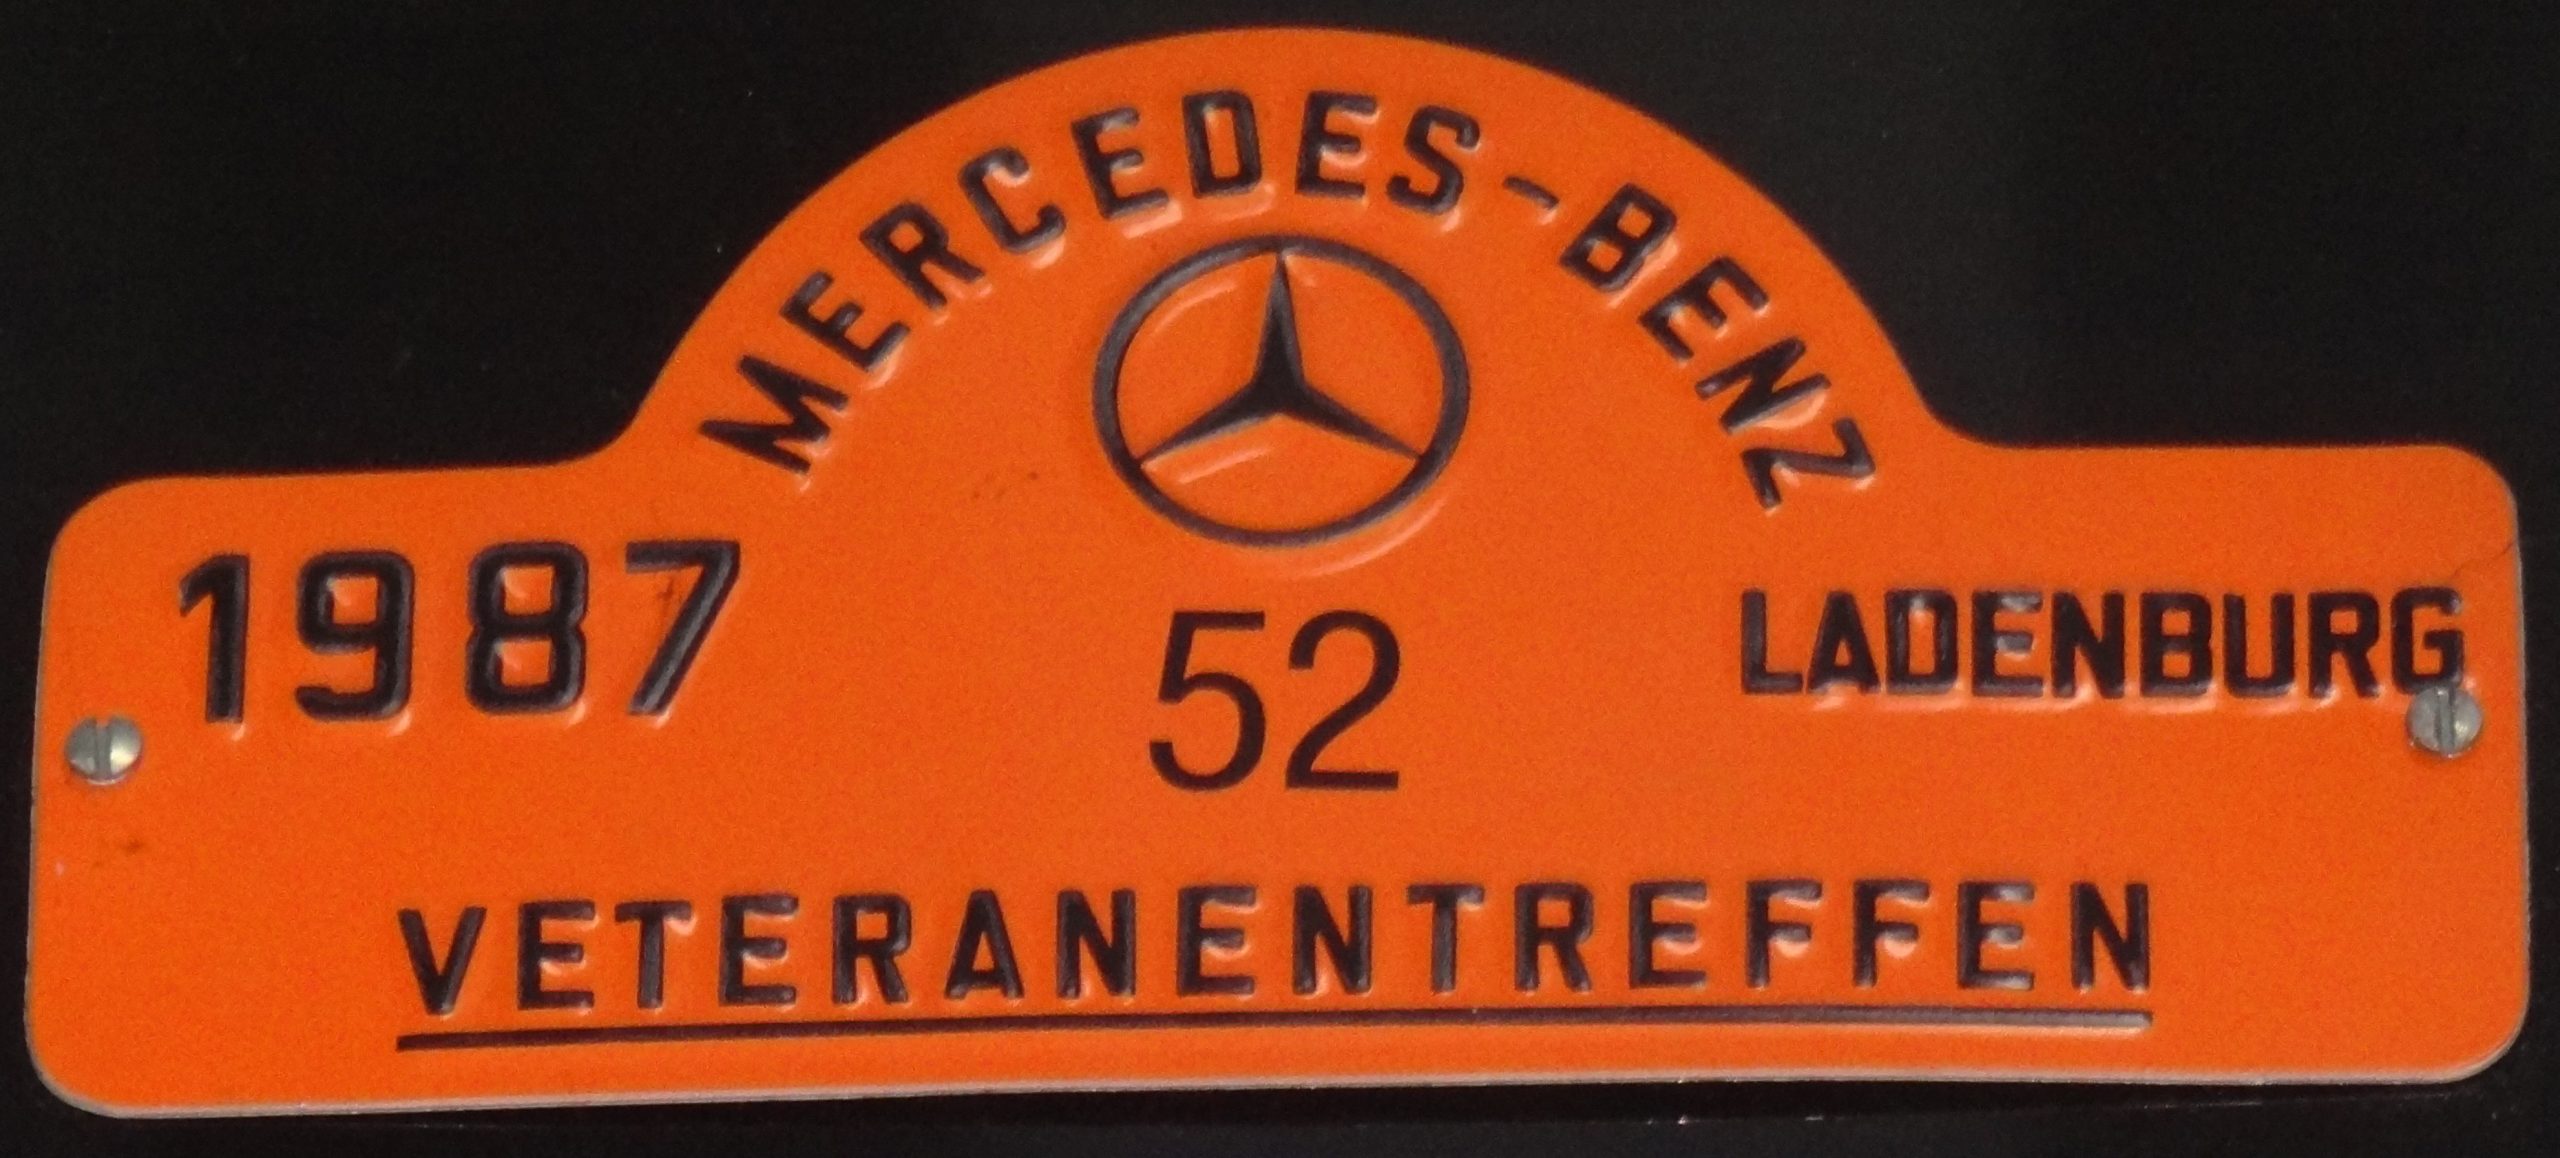 MERCEDES-BENZ
1987
52
LADENBURG
VETERANENTREFFEN